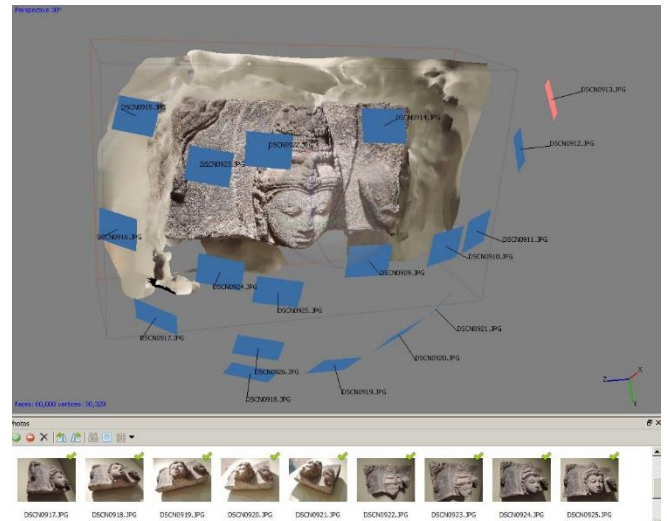 Perspective 30°
DSCN0913.JPG
DSCN0915.JPG
DSCN0914.JPG
DSCN0912.JPG
DSCN0922.JPG
DSCN0923.JPG
DSCN0916.JPG
DSCN0911.JPG
DSCN0910.JPG
DSCN0909.JPG
DSCN0924.JPG
DSCN0925.JPG
DSCN0921.JPG
DSCN0917.JPG
DSCN0920.JPG
DSCN0926.JPG
DSCN0919.JPG
DSCN0918.JPG
X
Z
Y
faces: 60,000 vertices: 30,320
Photos
DSCN0917.JPG DSCN0918.JPG DSCN0919.JPG DSCN0920.JPG DSCN0921.JPG DSCN0922.JPG DSCN0923.JPG DSCN0924.JPG DSCN0925.JPG